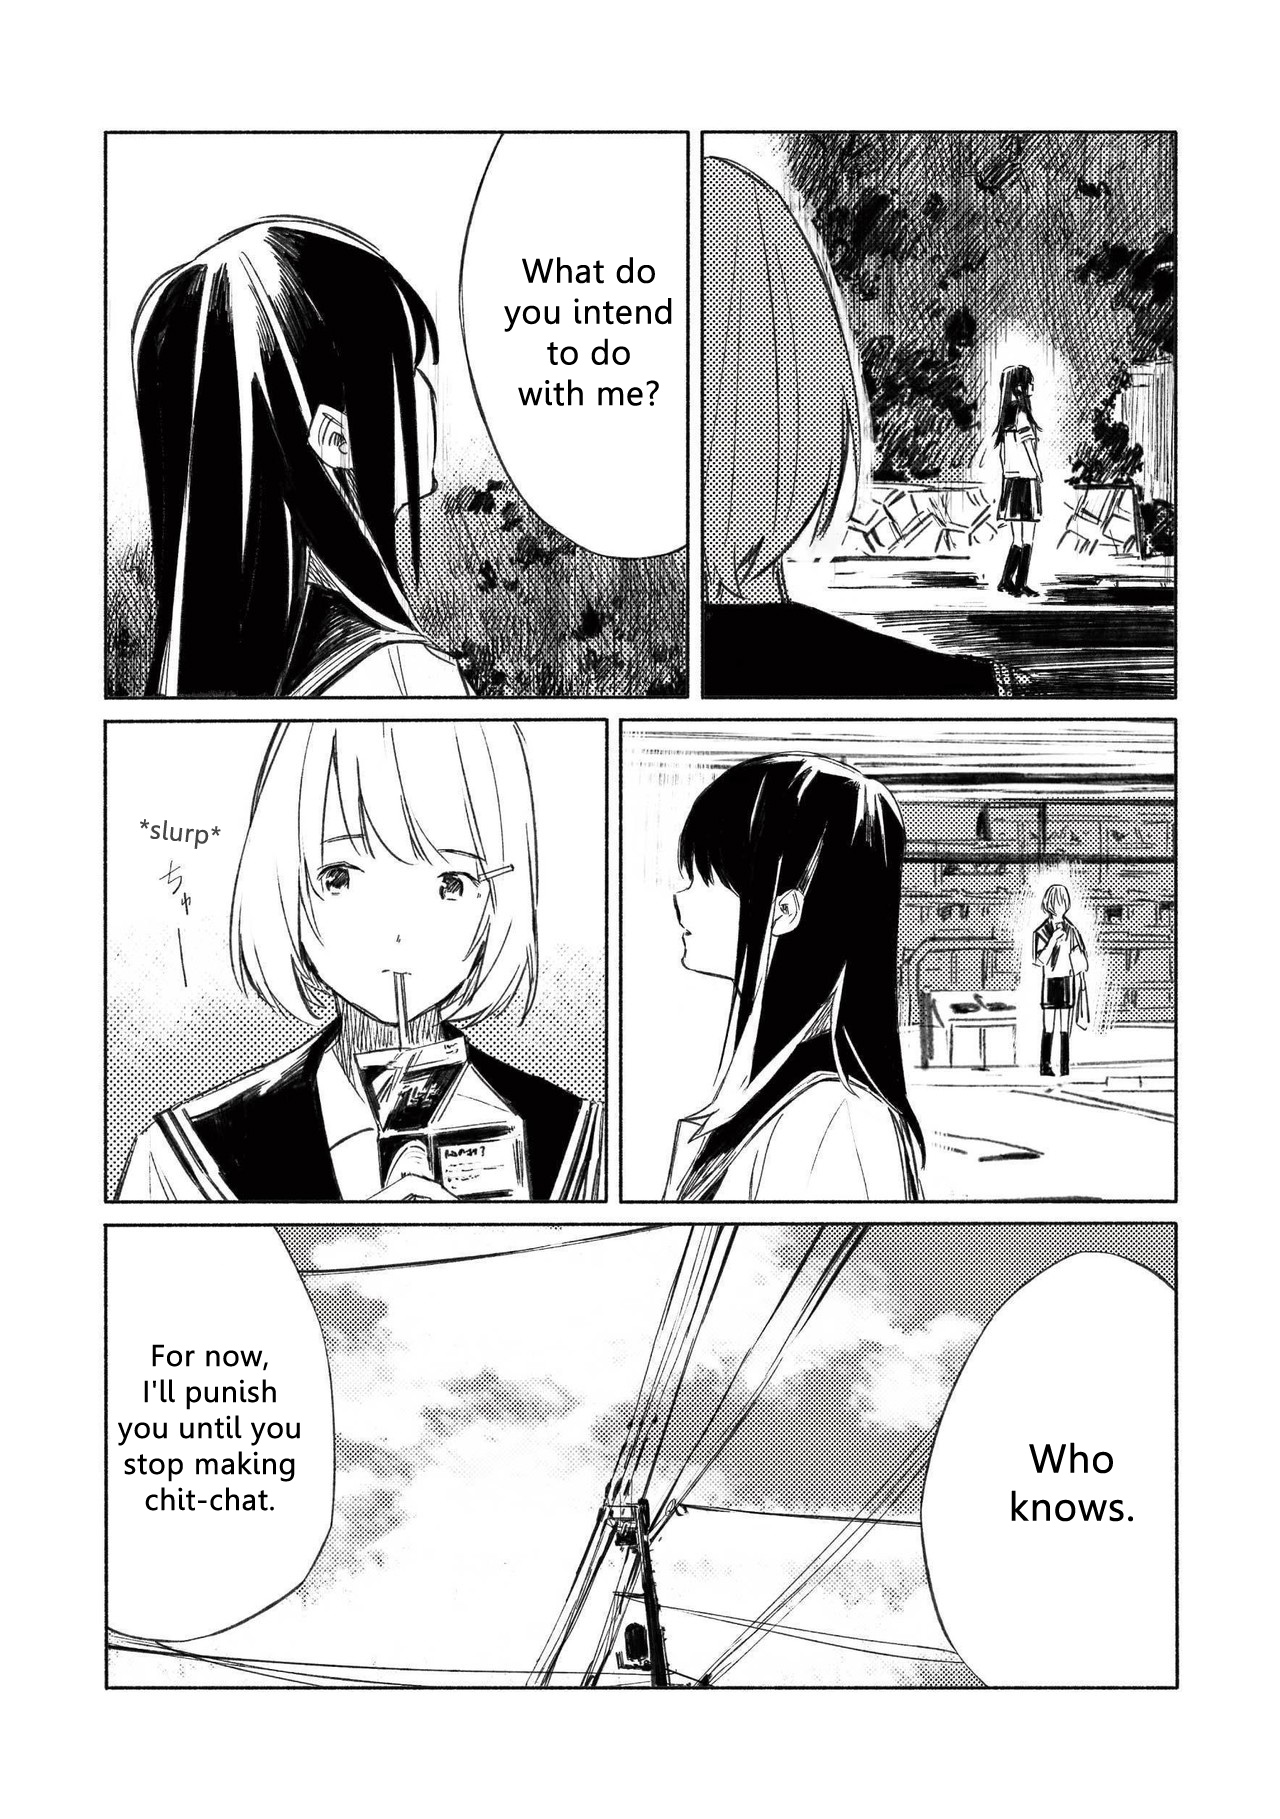 What do
you intend
to do
with me?
*slurp*
ちゅー
Who
knows.
For now,
I'll punish
you until you
stop making
chit-chat.